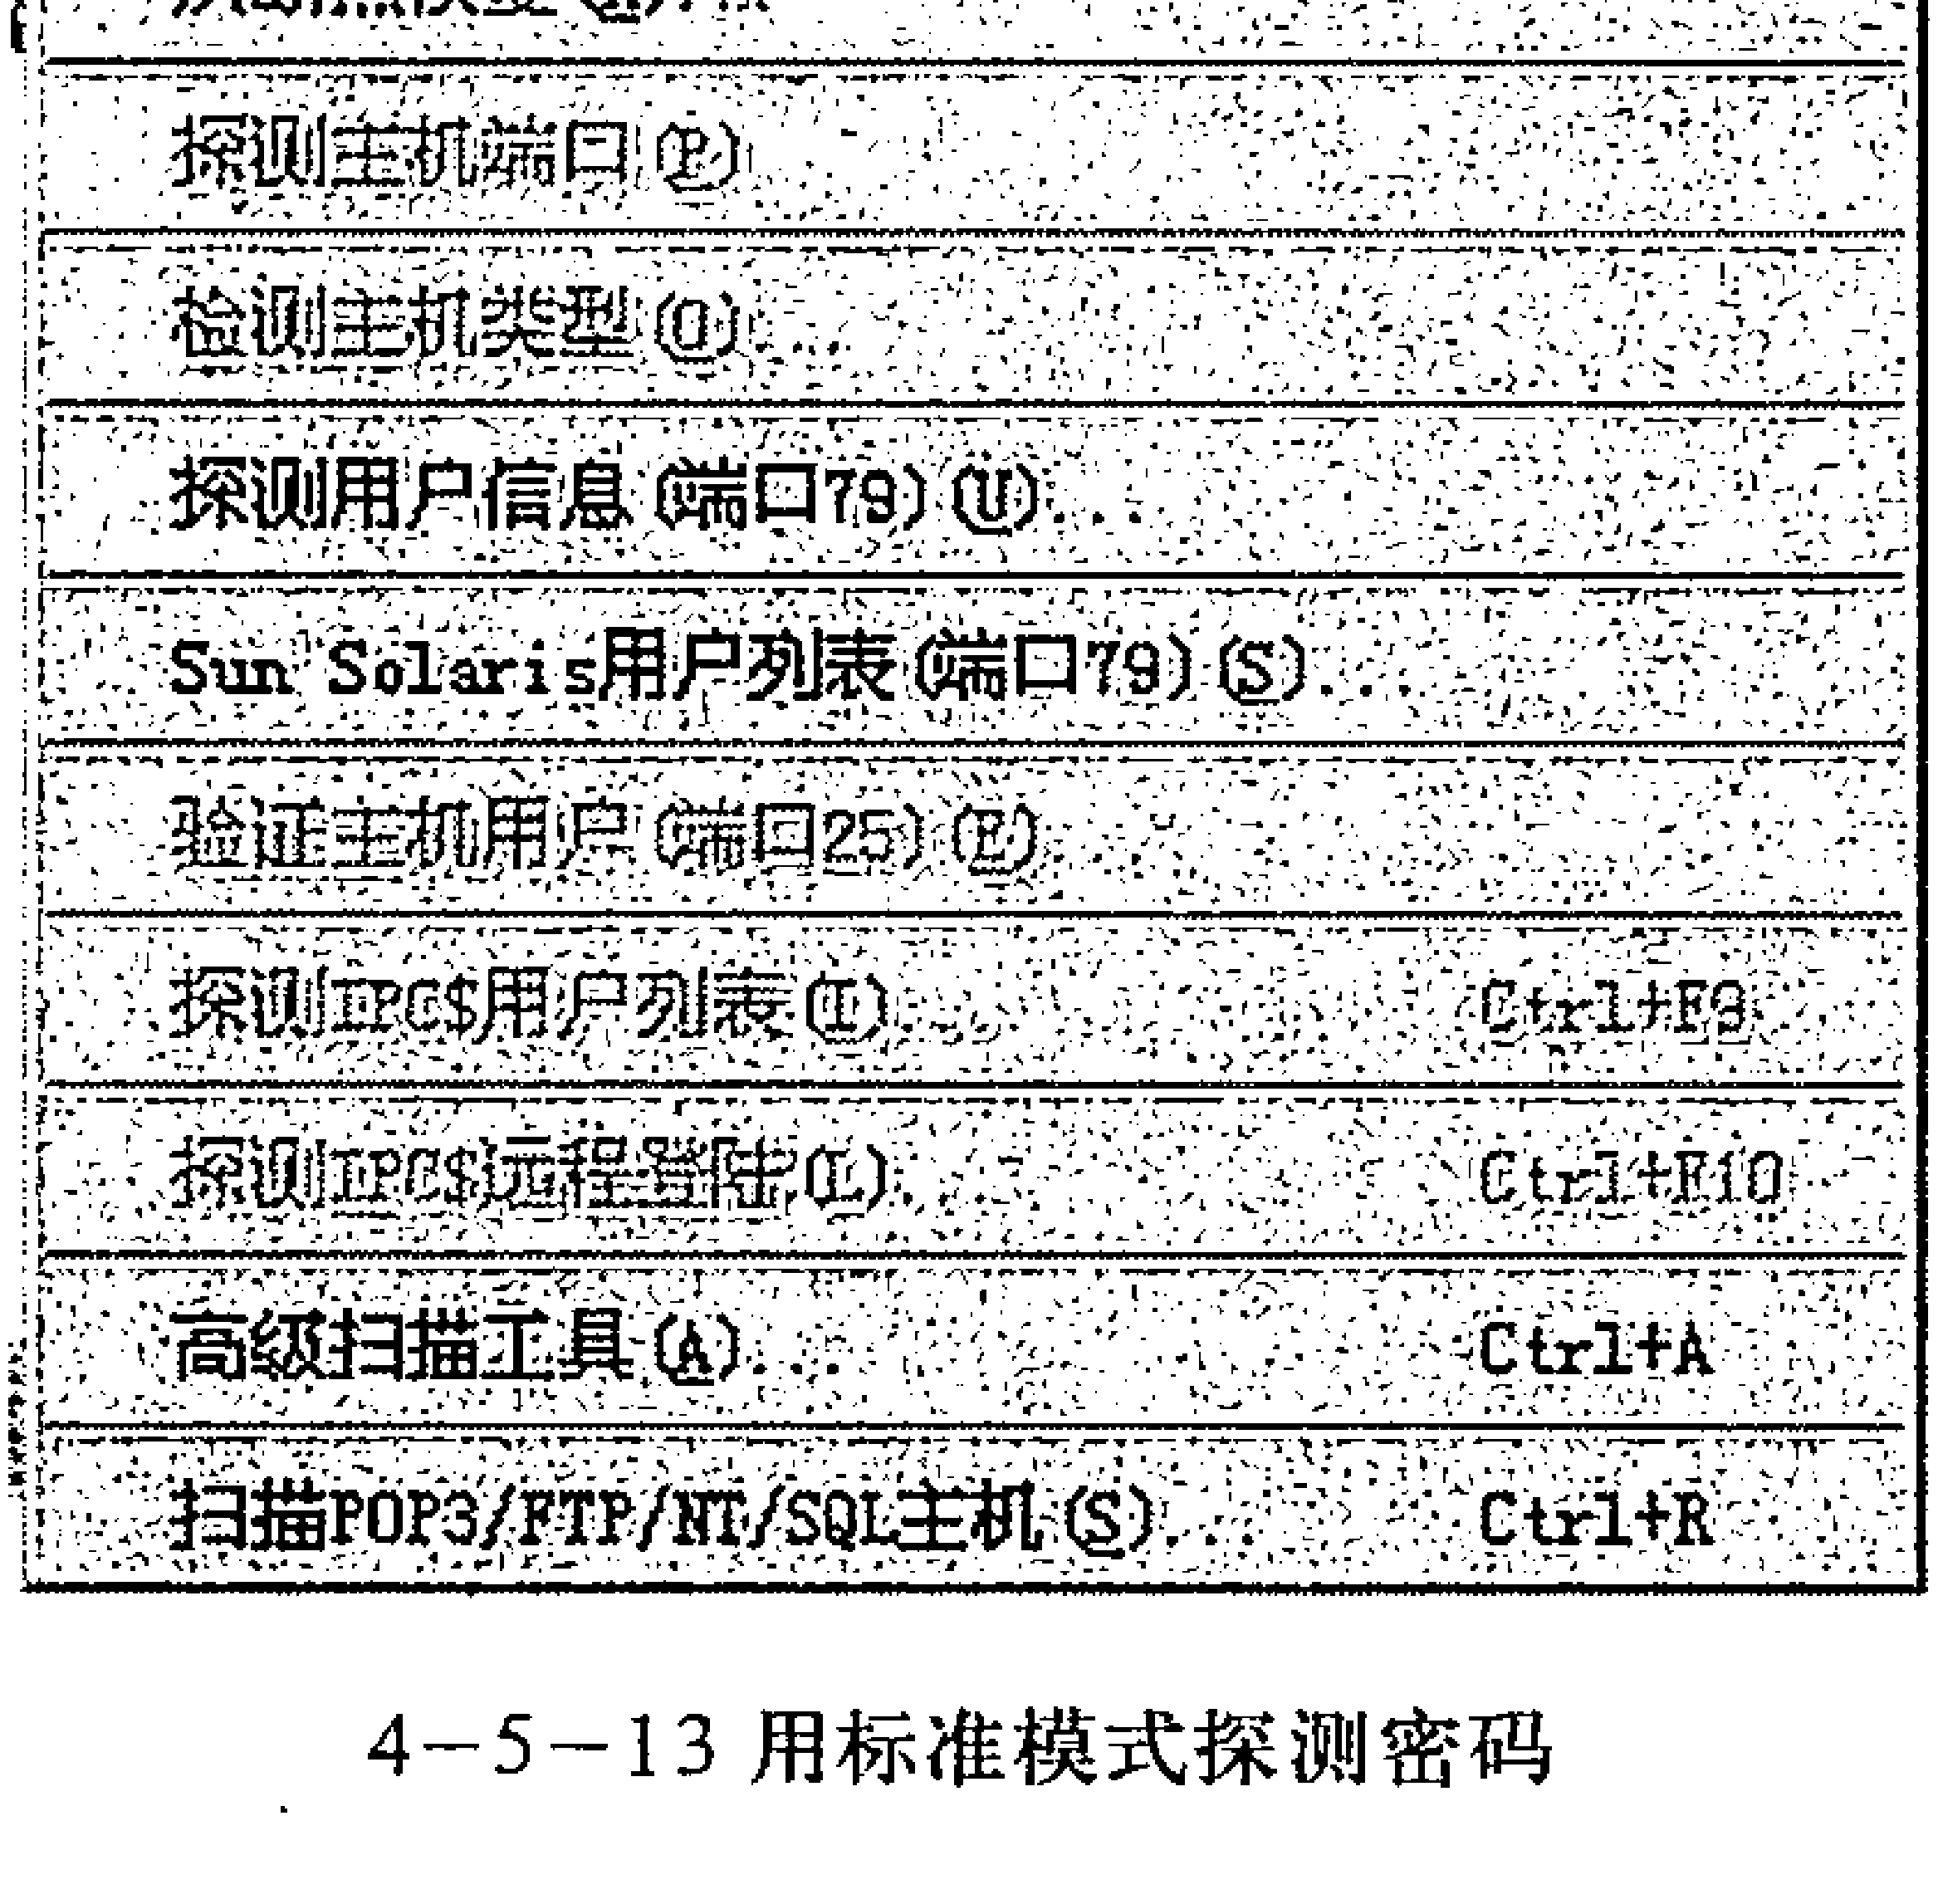 探测主机端口(P)
检测主机类型(O)...
探测用户信息(端口79)(U)...
Sun Solaris用户列表(端口79)(S)...
验证主机用户(端口25)(E)
探测IPC$用户列表(I)... Ctrl+F9
探测IPC$远程登陆(L)... Ctrl+F10
高级扫描工具(A)... Ctrl+A
扫描POP3/FTP/NT/SQL主机(S)... Ctrl+R
4-5-13 用标准模式探测密码